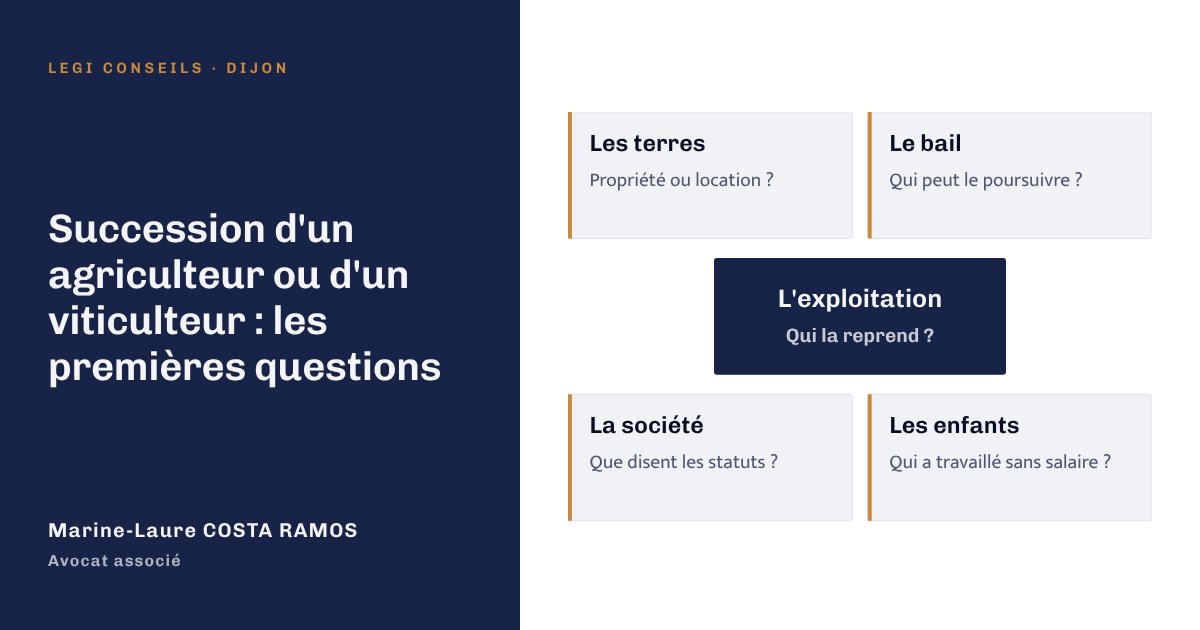 LEGI CONSEILS · DIJON
Succession d'un
agriculteur ou d'un
viticulteur : les
premières questions
Marine-Laure COSTA RAMOS
Avocat associé
Les terres
Propriété ou location ?
Le bail
Qui peut le poursuivre ?
L'exploitation
Qui la reprend ?
La société
Que disent les statuts ?
Les enfants
Qui a travaillé sans salaire ?